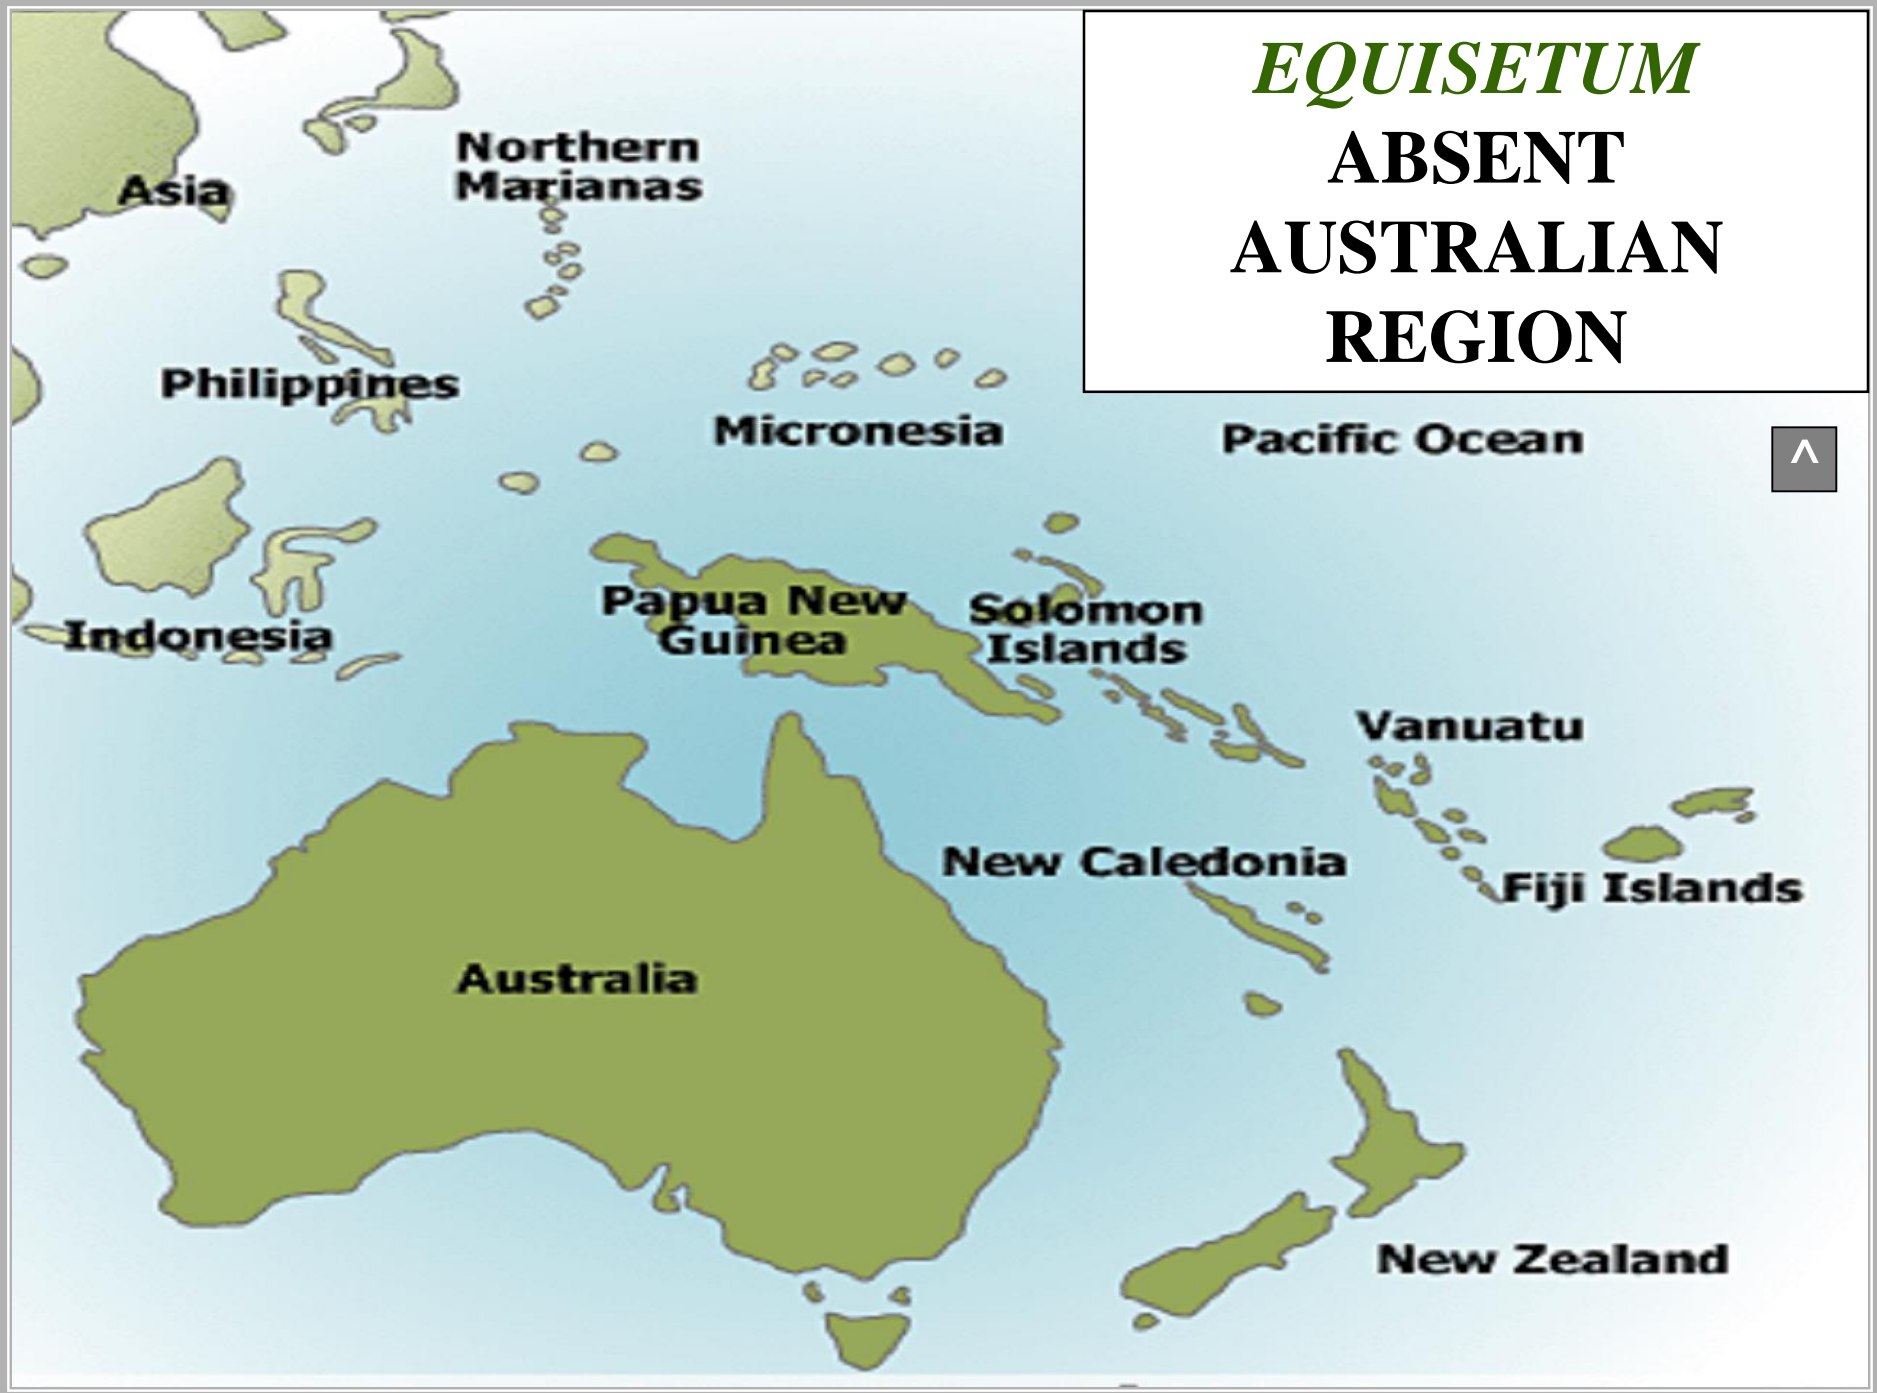 EQUISETUM
ABSENT
AUSTRALIAN
REGION
Northern
Marianas
Asia
Philippines
Micronesia
Pacific Ocean
^
Papua New
Guinea
Solomon
Islands
Indonesia
Vanuatu
New Caledonia
Fiji Islands
Australia
New Zealand